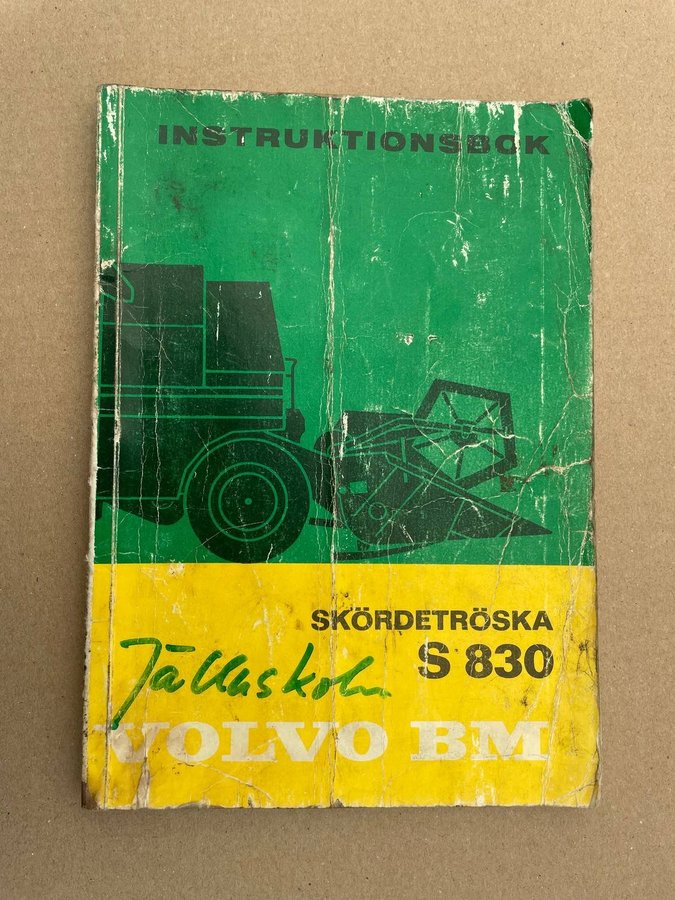 INSTRUKTIONSBOK
SKÖRDETRÖSKA
S 830
Jällaskolan
VOLVO BM